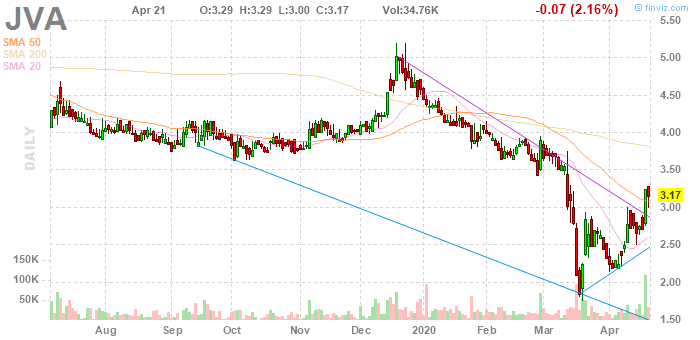 JVA Apr 21 O:3.29 H:3.29 L:3.00 C:3.17 Vol:34.76K -0.07 (2.16%) © finviz.com
SMA 50
SMA 200
SMA 20
DAILY
5.50
5.00
4.50
4.00
3.50
3.17
3.00
2.50
2.00
1.50
150K
100K
50K
Aug Sep Oct Nov Dec 2020 Feb Mar Apr